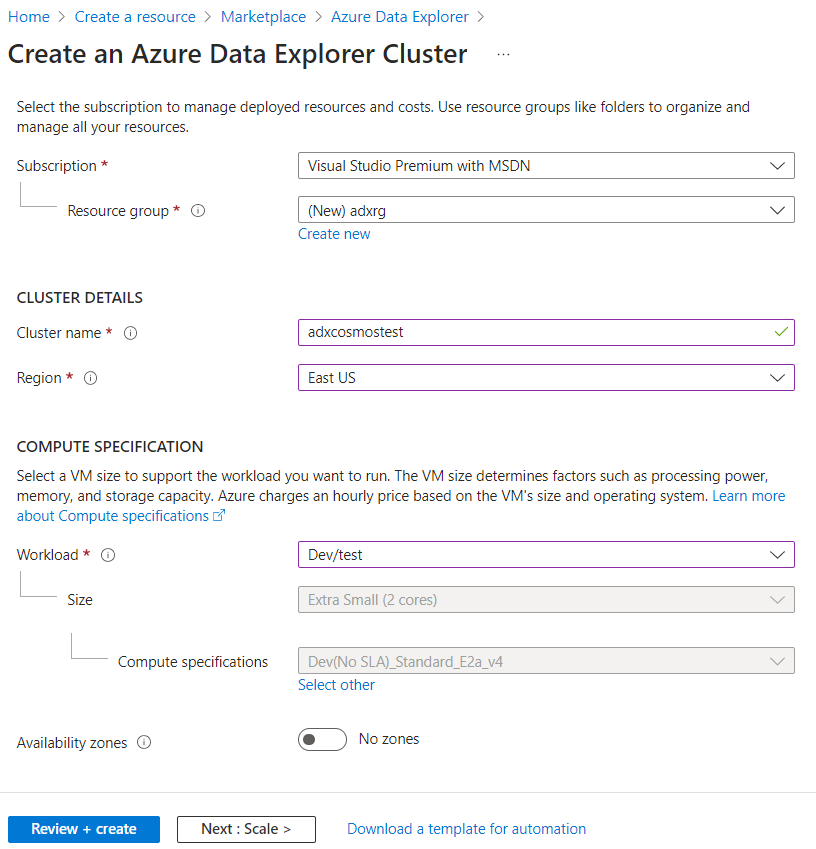 Home > Create a resource > Marketplace > Azure Data Explorer >
Create an Azure Data Explorer Cluster ...
Select the subscription to manage deployed resources and costs. Use resource groups like folders to organize and
manage all your resources.
Subscription * Visual Studio Premium with MSDN
Resource group * (New) adxrg
Create new
CLUSTER DETAILS
Cluster name * adxcosmostest
Region * East US
COMPUTE SPECIFICATION
Select a VM size to support the workload you want to run. The VM size determines factors such as processing power,
memory, and storage capacity. Azure charges an hourly price based on the VM's size and operating system. Learn more
about Compute specifications
Workload * Dev/test
Size Extra Small (2 cores)
Compute specifications Dev(No SLA)_Standard_E2a_v4
Select other
Availability zones No zones
Review + create Next : Scale > Download a template for automation